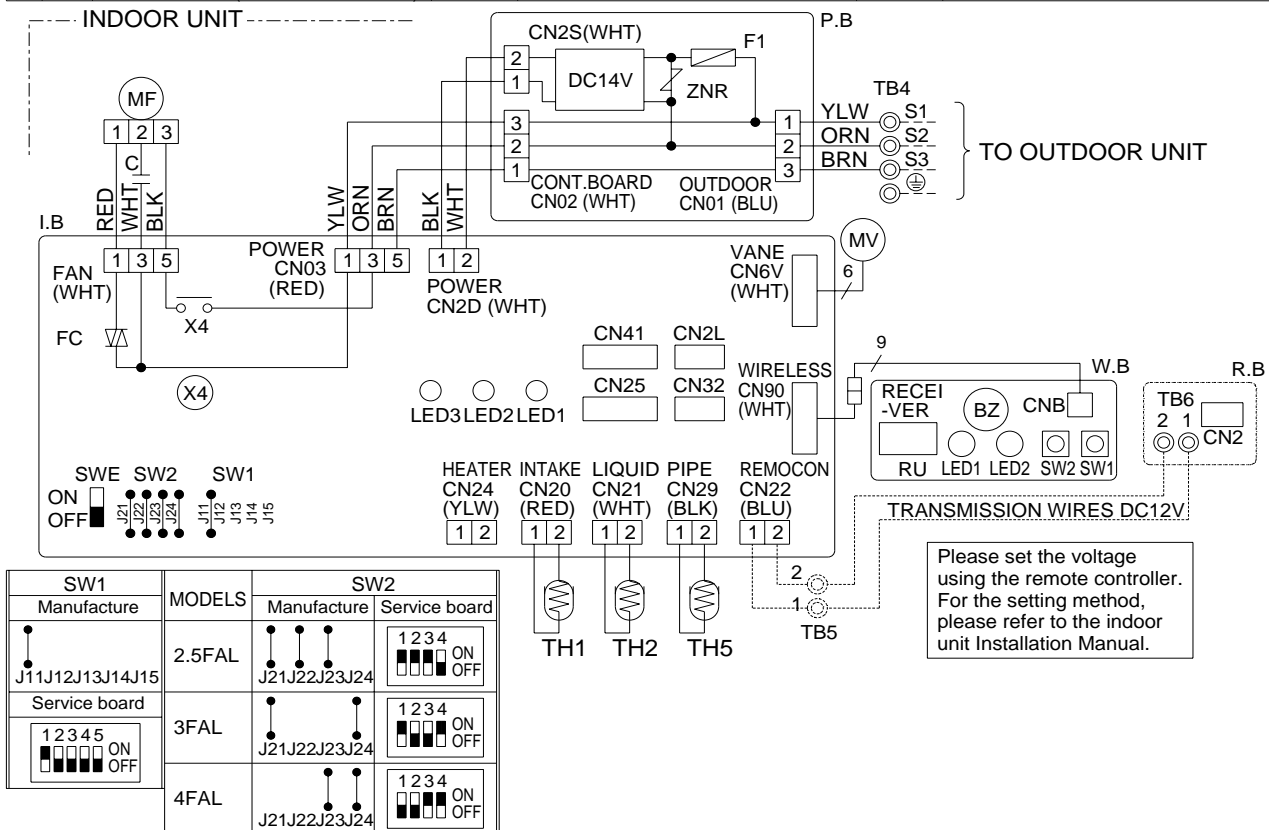 INDOOR UNIT
P.B
CN2S(WHT)
F1
2
1
DC14V
ZNR
TB4
MF
1 2 3
C
RED
WHT
BLK
YLW
ORN
BRN
BLK
WHT
3
2
1
CONT.BOARD
CN02 (WHT)
1
2
3
OUTDOOR
CN01 (BLU)
YLW S1
ORN S2
BRN S3
TO OUTDOOR UNIT
I.B
FAN
(WHT)
1 3 5
POWER
CN03
(RED)
1 3 5
1 2
POWER
CN2D (WHT)
X4
FC
X4
VANE
CN6V
(WHT)
MV
6
CN41
CN2L
CN25
CN32
LED3 LED2 LED1
WIRELESS
CN90
(WHT)
9
W.B
RECEI
-VER
BZ
CNB
RU LED1 LED2 SW2 SW1
R.B
TB6
2 1
CN2
SWE
ON
OFF
SW2
J21
J22
J23
J24
SW1
J11
J12
J13
J14
J15
HEATER
CN24
(YLW)
1 2
INTAKE
CN20
(RED)
1 2
LIQUID
CN21
(WHT)
1 2
PIPE
CN29
(BLK)
1 2
REMOCON
CN22
(BLU)
1 2
TRANSMISSION WIRES DC12V
2
1
TB5
TH1
TH2
TH5
Please set the voltage
using the remote controller.
For the setting method,
please refer to the indoor
unit Installation Manual.
SW1
MODELS
SW2
Manufacture
Manufacture
Service board
J11J12J13J14J15
Service board
1 2 3 4 5
ON
OFF
2.5FAL
J21J22J23J24
1 2 3 4
ON
OFF
3FAL
J21J22J23J24
1 2 3 4
ON
OFF
4FAL
J21J22J23J24
1 2 3 4
ON
OFF